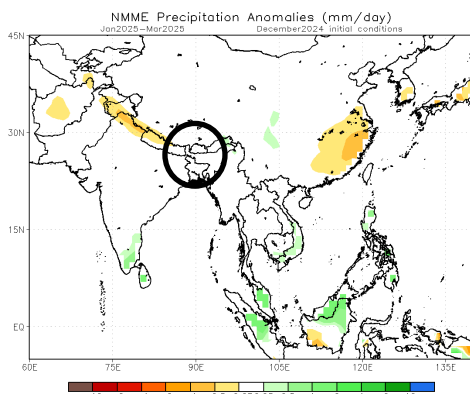 NMME Precipitation Anomalies (mm/day)
Jan2025-Mar2025 December2024 initial conditions
45N
30N
15N
EQ
60E 75E 90E 105E 120E 135E